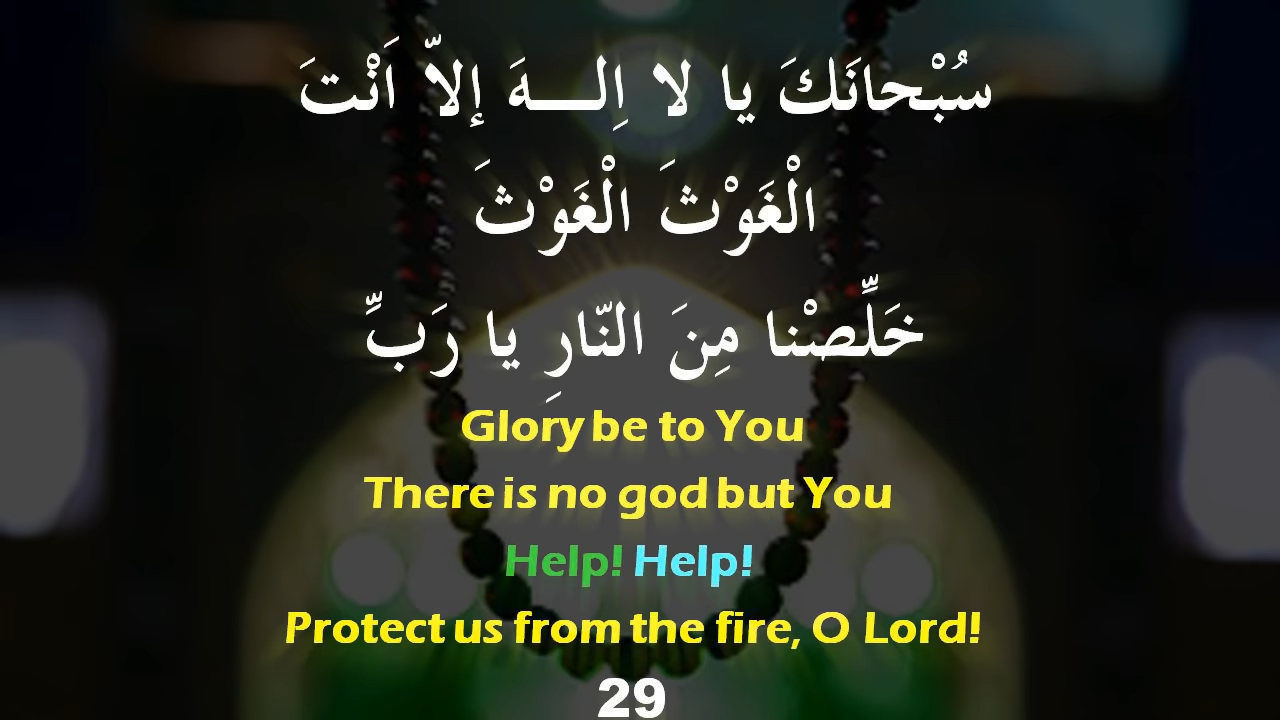 سُبْحانَكَ يا لا اِلـــهَ إلاّ اَنْتَ
الْغَوْثَ الْغَوْثَ
خَلِّصْنا مِنَ النّارِ يا رَبِّ
Glory be to You
There is no god but You
Help! Help!
Protect us from the fire, O Lord!
29